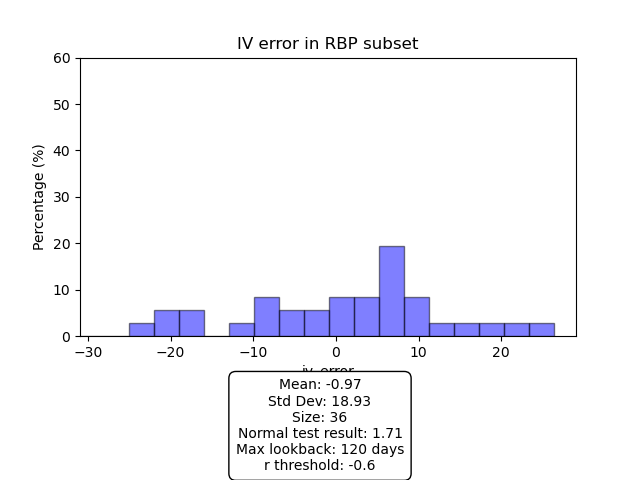 IV error in RBP subset
60
50
40
30
20
10
0
Percentage (%)
−30
−20
−10
0
10
20
iv_error
Mean: -0.97
Std Dev: 18.93
Size: 36
Normal test result: 1.71
Max lookback: 120 days
r threshold: -0.6